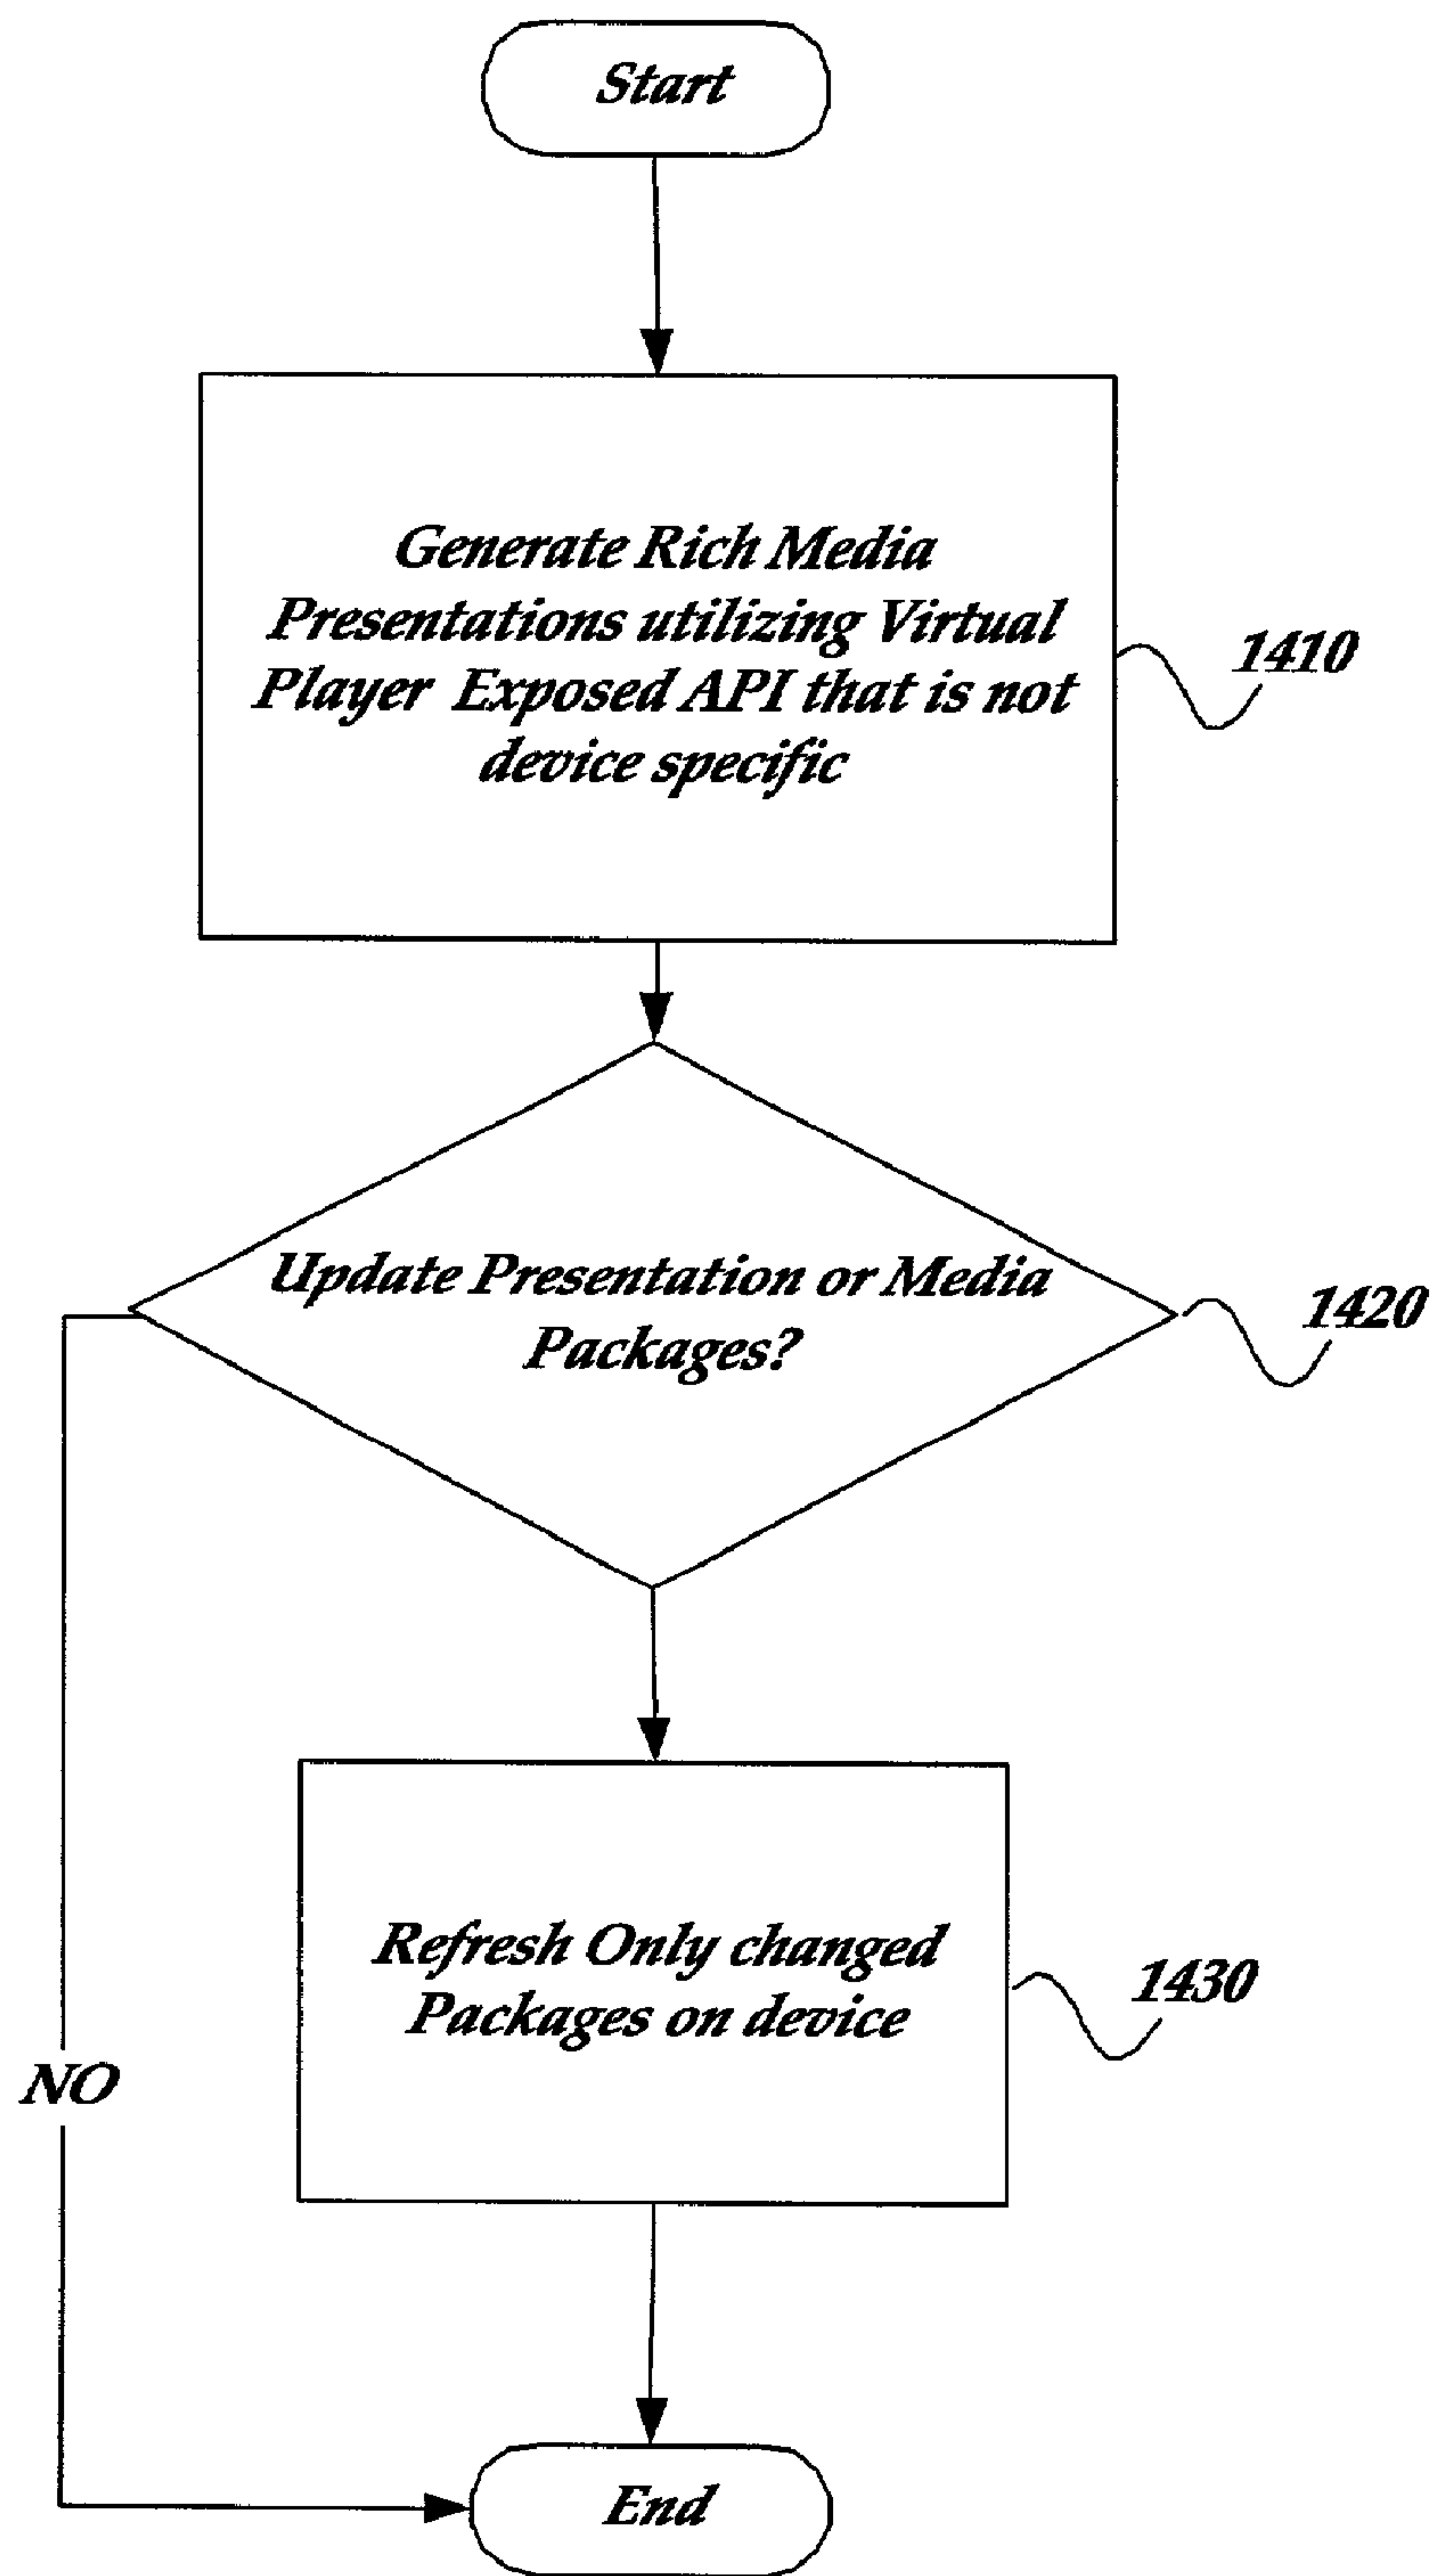 Start
Generate Rich Media
Presentations utilizing Virtual
Player Exposed API that is not
device specific
1410
Update Presentation or Media
Packages?
1420
Refresh Only changed
Packages on device
1430
NO
End